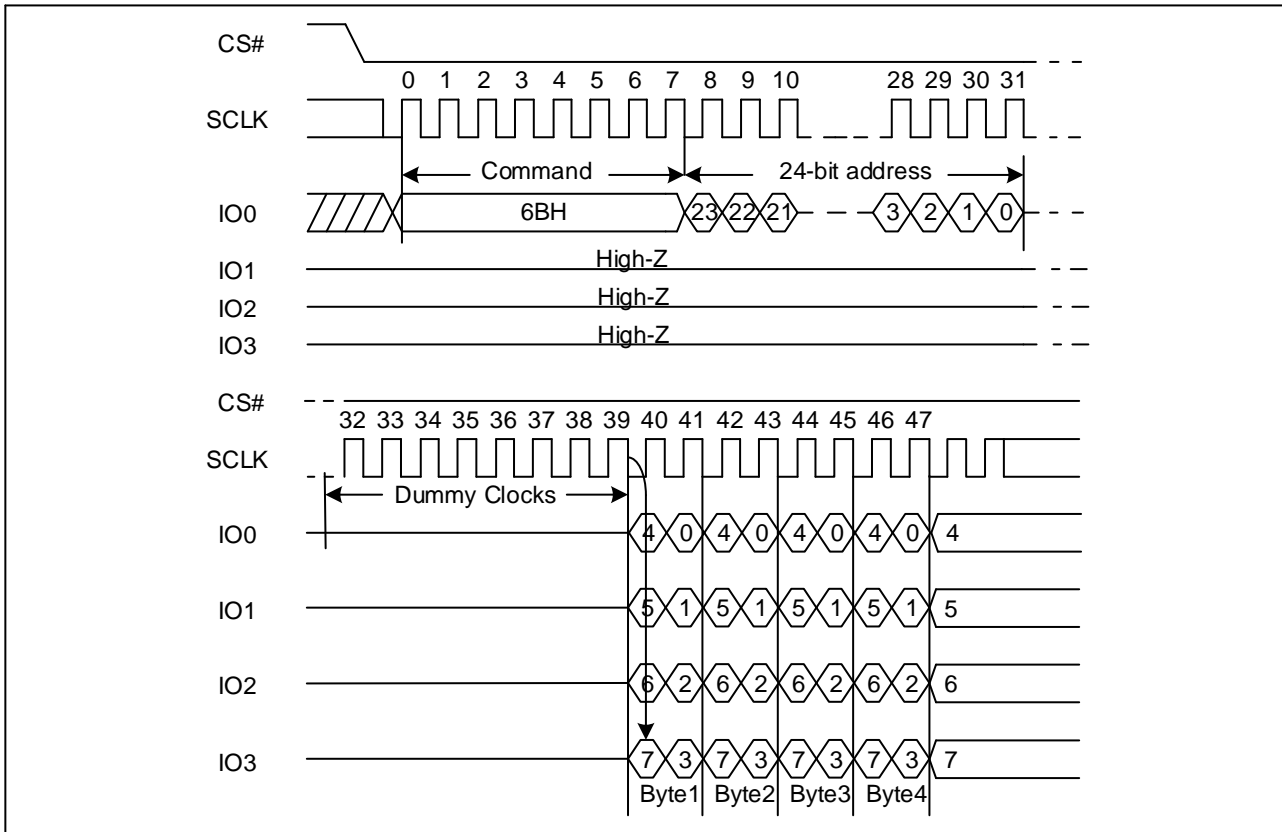 CS#
0 1 2 3 4 5 6 7 8 9 10 28 29 30 31
SCLK
Command 24-bit address
IO0 6BH 23 22 21 3 2 1 0
High-Z
IO1
High-Z
IO2
High-Z
IO3
CS#
32 33 34 35 36 37 38 39 40 41 42 43 44 45 46 47
SCLK
Dummy Clocks
IO0 4 0 4 0 4 0 4 0 4
IO1 5 1 5 1 5 1 5 1 5
IO2 6 2 6 2 6 2 6 2 6
IO3 7 3 7 3 7 3 7 3 7
Byte1 Byte2 Byte3 Byte4